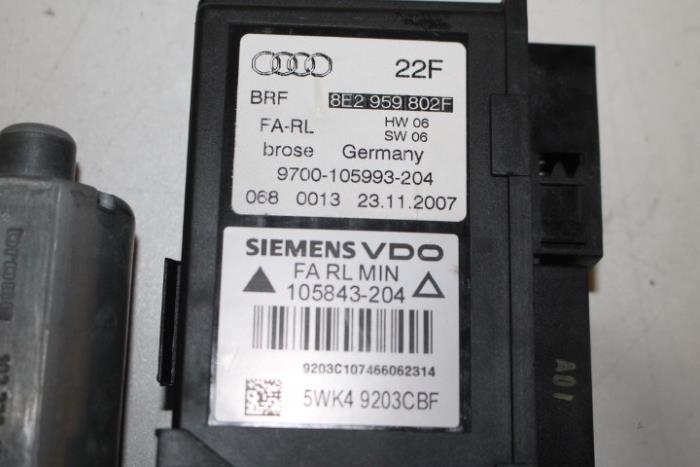 22F
BRF 8E2 959 802F
FA-RL HW 06
SW 06
brose Germany
9700-105993-204
068 0013 23.11.2007
SIEMENS VDO
FA RL MIN
105843-204
9203C107466062314
5WK4 9203CBF
A01